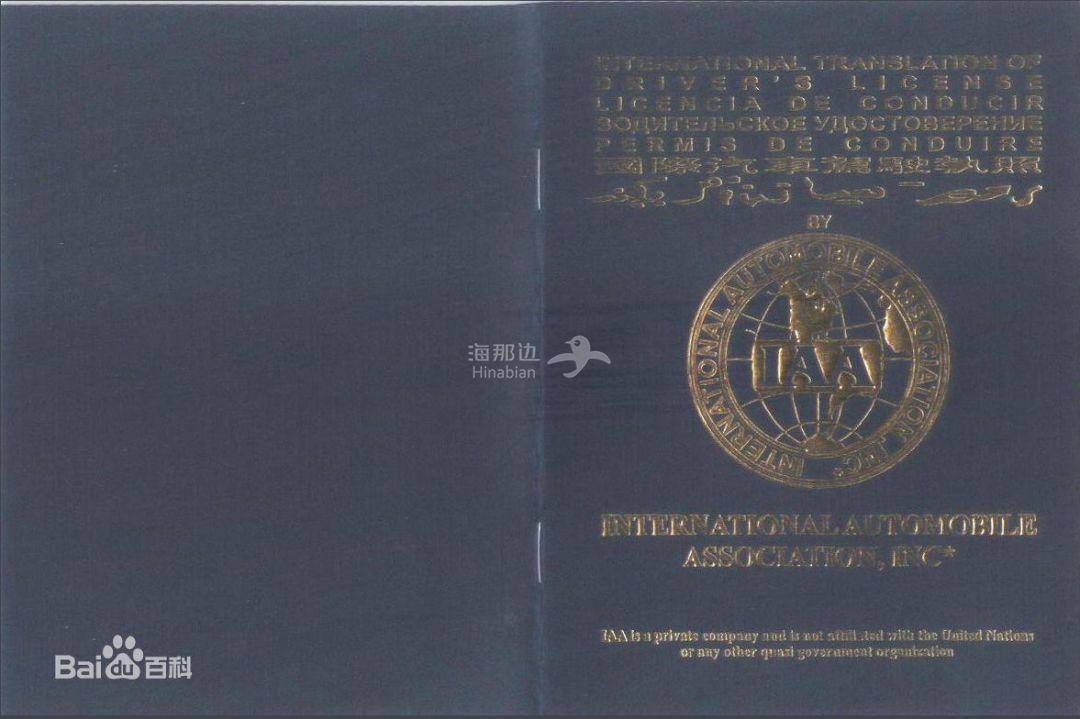 INTERNATIONAL TRANSLATION OF
DRIVER'S LICENSE
LICENCIA DE CONDUCIR
ВОДИТЕЛЬСКОЕ УДОСТОВЕРЕНИЕ
PERMIS DE CONDUIRE
國際汽車駕駛執照
BY
INTERNATIONAL AUTOMOBILE ASSOCIATION, INC*
IAA
INTERNATIONAL AUTOMOBILE
ASSOCIATION, INC*
IAA is a private company and is not affiliated with the United Nations
or any other quazi government organization
海那边
Hinabian
Baidu百科